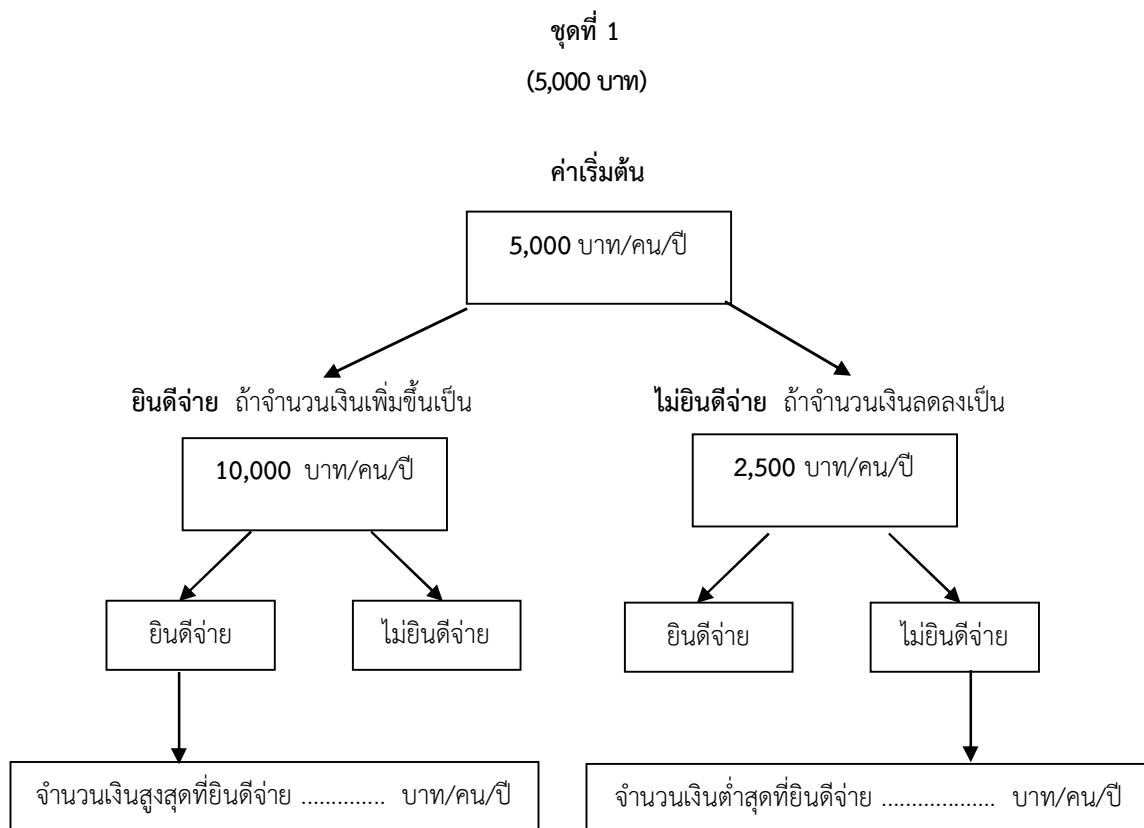 ชุดที่ 1
(5,000 บาท)
ค่าเริ่มต้น
5,000 บาท/คน/ปี
ยินดีจ่าย ถ้าจำนวนเงินเพิ่มขึ้นเป็น
ไม่ยินดีจ่าย ถ้าจำนวนเงินลดลงเป็น
10,000 บาท/คน/ปี
2,500 บาท/คน/ปี
ยินดีจ่าย
ไม่ยินดีจ่าย
ยินดีจ่าย
ไม่ยินดีจ่าย
จำนวนเงินสูงสุดที่ยินดีจ่าย ............. บาท/คน/ปี
จำนวนเงินต่ำสุดที่ยินดีจ่าย ................... บาท/คน/ปี